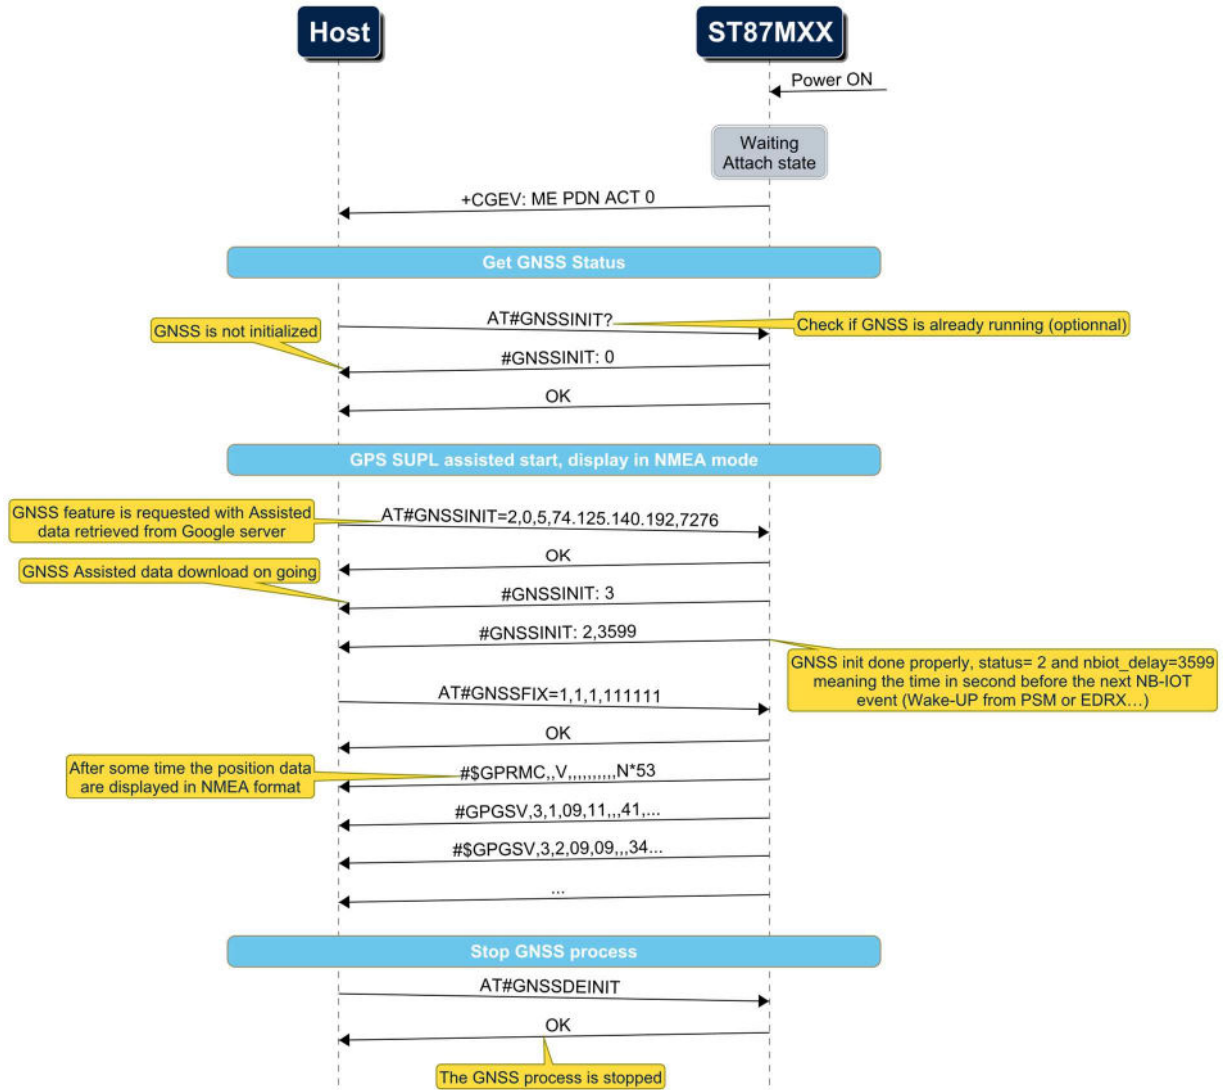 Host
ST87MXX
Power ON
Waiting
Attach state
+CGEV: ME PDN ACT 0
Get GNSS Status
AT#GNSSINIT?
Check if GNSS is already running (optionnal)
GNSS is not initialized
#GNSSINIT: 0
OK
GPS SUPL assisted start, display in NMEA mode
GNSS feature is requested with Assisted
data retrieved from Google server
AT#GNSSINIT=2,0,5,74.125.140.192,7276
OK
GNSS Assisted data download on going
#GNSSINIT: 3
#GNSSINIT: 2,3599
GNSS init done properly, status= 2 and nbiot_delay=3599
meaning the time in second before the next NB-IOT
event (Wake-UP from PSM or EDRX...)
AT#GNSSFIX=1,1,1,111111
OK
After some time the position data
are displayed in NMEA format
#$GPRMC,,V,,,,,,,,,,N*53
#GPGSV,3,1,09,11,,,41,...
#$GPGSV,3,2,09,09,,,34...
...
Stop GNSS process
AT#GNSSDEINIT
OK
The GNSS process is stopped